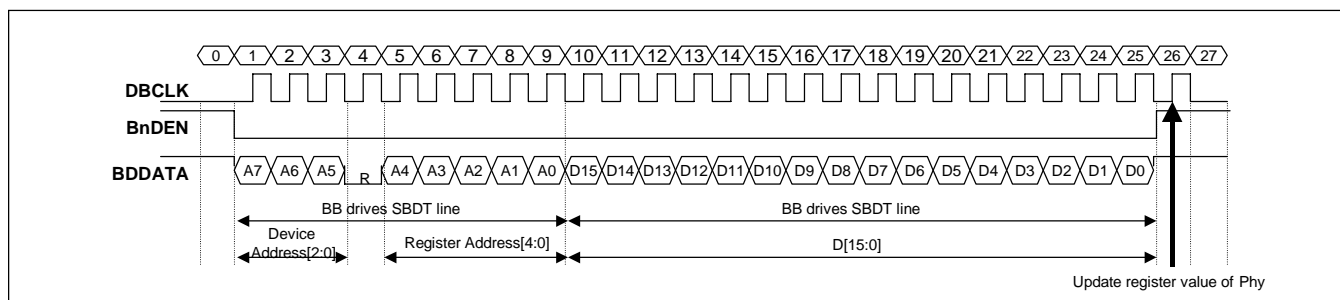 0 1 2 3 4 5 6 7 8 9 10 11 12 13 14 15 16 17 18 19 20 21 22 23 24 25 26 27
DBCLK
BnDEN
BDDATA A7 A6 A5 R A4 A3 A2 A1 A0 D15 D14 D13 D12 D11 D10 D9 D8 D7 D6 D5 D4 D3 D2 D1 D0
BB drives SBDT line BB drives SBDT line
Device
Address[2:0] Register Address[4:0] D[15:0]
Update register value of Phy